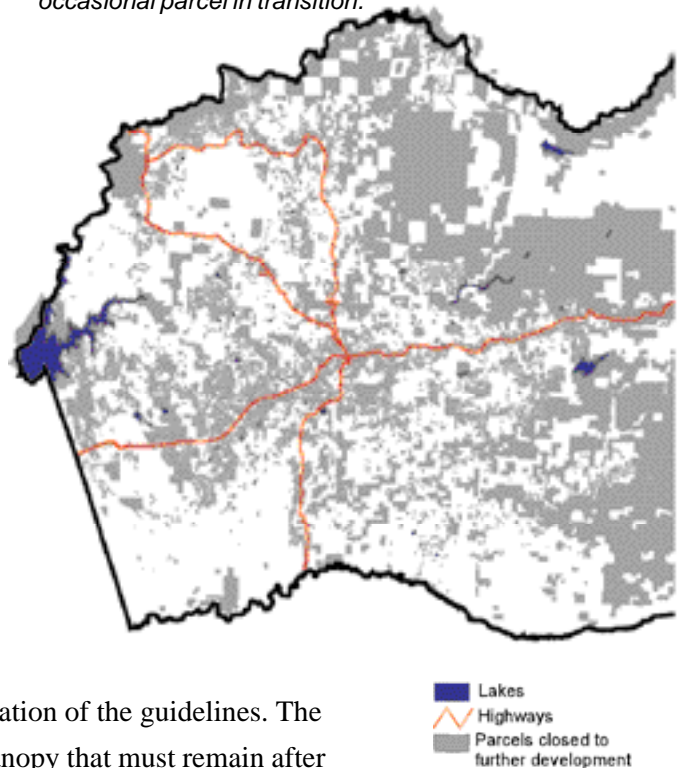 occasional parcel in transition.
ation of the guidelines. The
anopy that must remain after
Lakes
Highways
Parcels closed to
further development